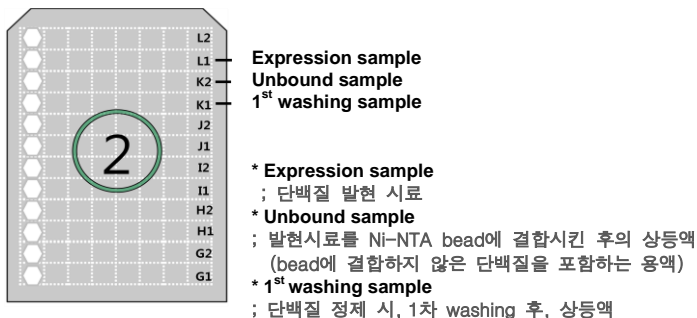 L2
L1
K2
K1
J2
J1
I2
I1
H2
H1
G2
G1
2
Expression sample
Unbound sample
1st washing sample
* Expression sample
; 단백질 발현 시료
* Unbound sample
; 발현시료를 Ni-NTA bead에 결합시킨 후의 상등액
(bead에 결합하지 않은 단백질을 포함하는 용액)
* 1st washing sample
; 단백질 정제 시, 1차 washing 후, 상등액